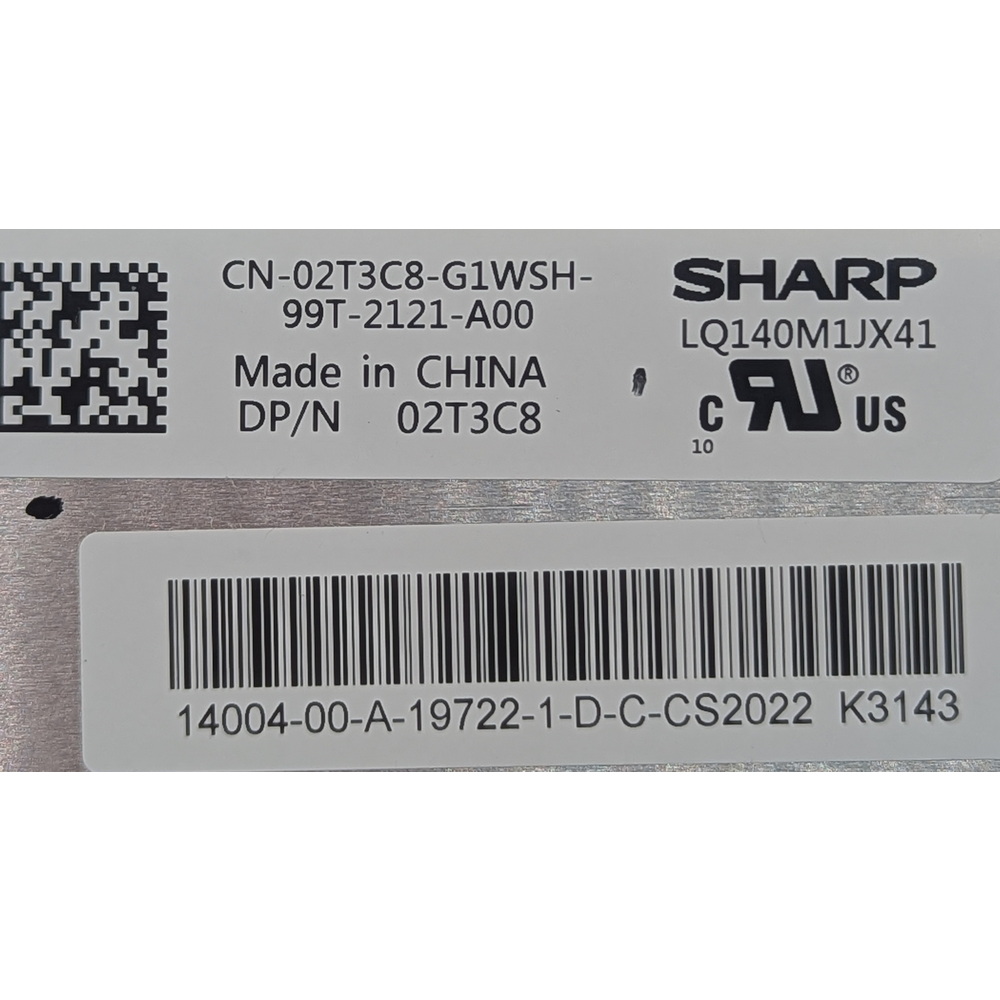 CN-02T3C8-G1WSH-
99T-2121-A00
Made in CHINA
DP/N 02T3C8
SHARP
LQ140M1JX41
C RU® US
10
14004-00-A-19722-1-D-C-CS2022 K3143